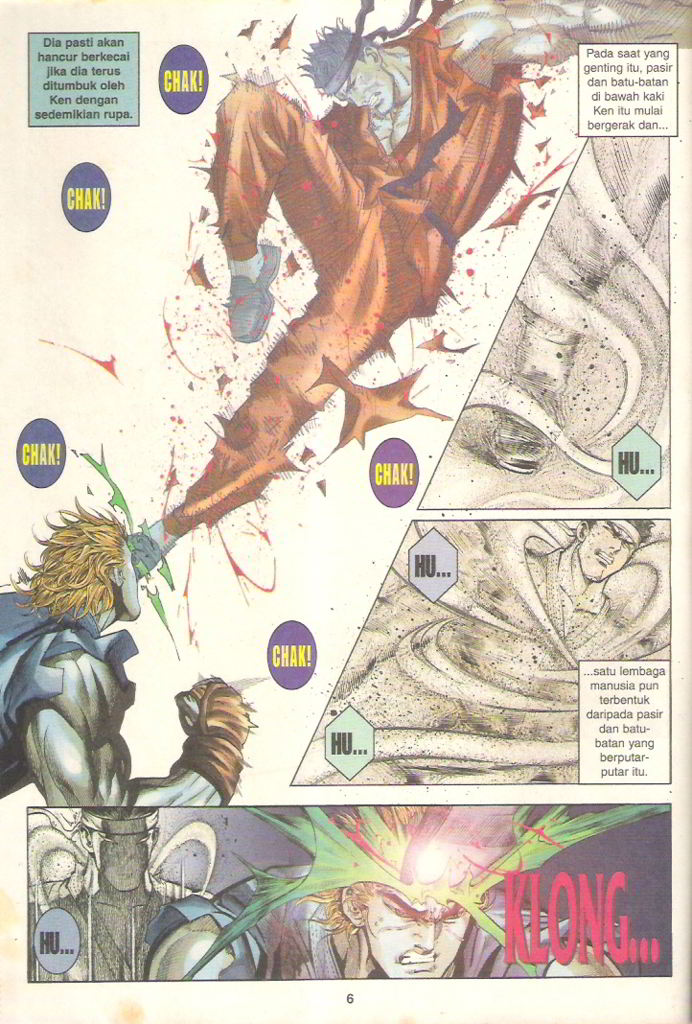 Dia pasti akan
hancur berkecai
jika dia terus
ditumbuk oleh
Ken dengan
sedemikian rupa.
CHAK!
CHAK!
Pada saat yang
genting itu, pasir
dan batu-batan
di bawah kaki
Ken itu mulai
bergerak dan...
CHAK!
CHAK!
HU...
HU...
CHAK!
HU...
...satu lembaga
manusia pun
terbentuk
daripada pasir
dan batu-
batan yang
berputar-
putar itu.
HU...
KLONG...
6